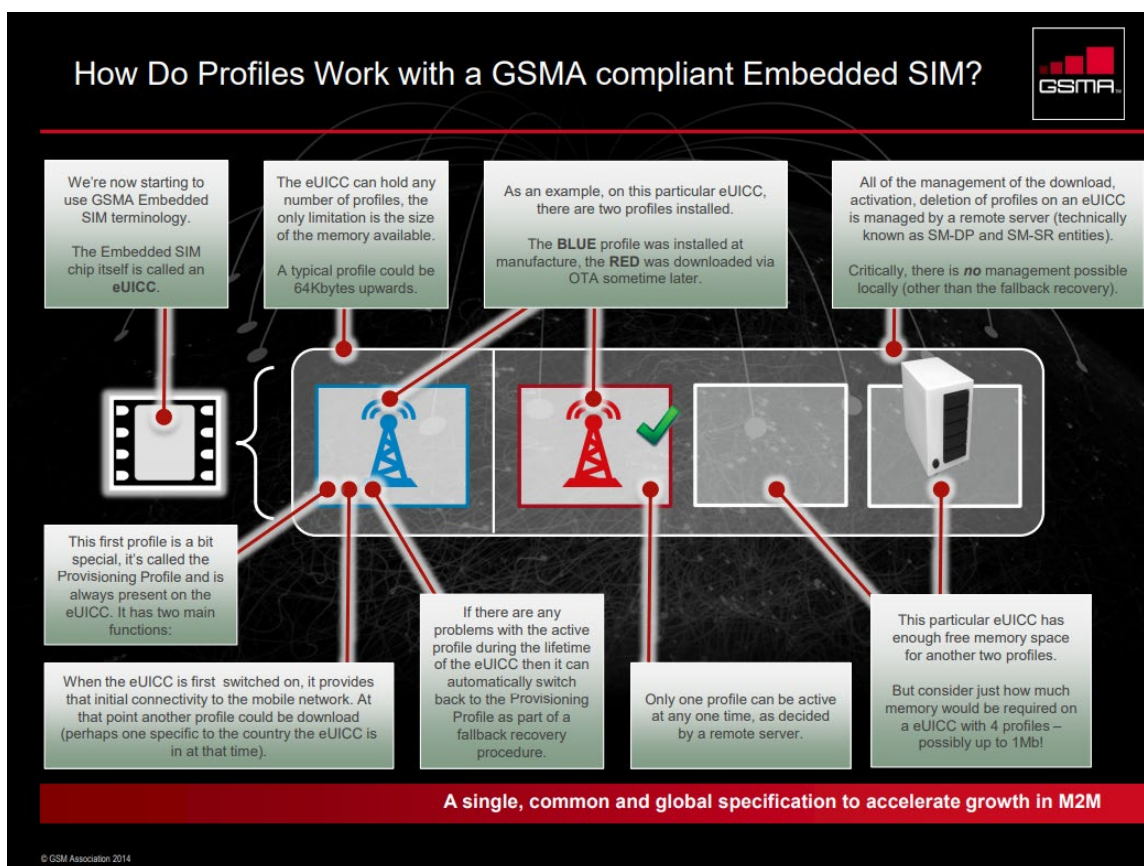 How Do Profiles Work with a GSMA compliant Embedded SIM?
GSMA™
We're now starting to
use GSMA Embedded
SIM terminology.
The Embedded SIM
chip itself is called an
eUICC.
The eUICC can hold any
number of profiles, the
only limitation is the size
of the memory available.
A typical profile could be
64Kbytes upwards.
As an example, on this particular eUICC,
there are two profiles installed.
The BLUE profile was installed at
manufacture, the RED was downloaded via
OTA sometime later.
All of the management of the download,
activation, deletion of profiles on an eUICC
is managed by a remote server (technically
known as SM-DP and SM-SR entities).
Critically, there is no management possible
locally (other than the fallback recovery).
This first profile is a bit
special, it's called the
Provisioning Profile and is
always present on the
eUICC. It has two main
functions:
When the eUICC is first switched on, it provides
that initial connectivity to the mobile network. At
that point another profile could be download
(perhaps one specific to the country the eUICC is
in at that time).
If there are any
problems with the active
profile during the lifetime
of the eUICC then it can
automatically switch
back to the Provisioning
Profile as part of a
fallback recovery
procedure.
Only one profile can be active
at any one time, as decided
by a remote server.
This particular eUICC has
enough free memory space
for another two profiles.
But consider just how much
memory would be required on
a eUICC with 4 profiles –
possibly up to 1Mb!
A single, common and global specification to accelerate growth in M2M
© GSM Association 2014